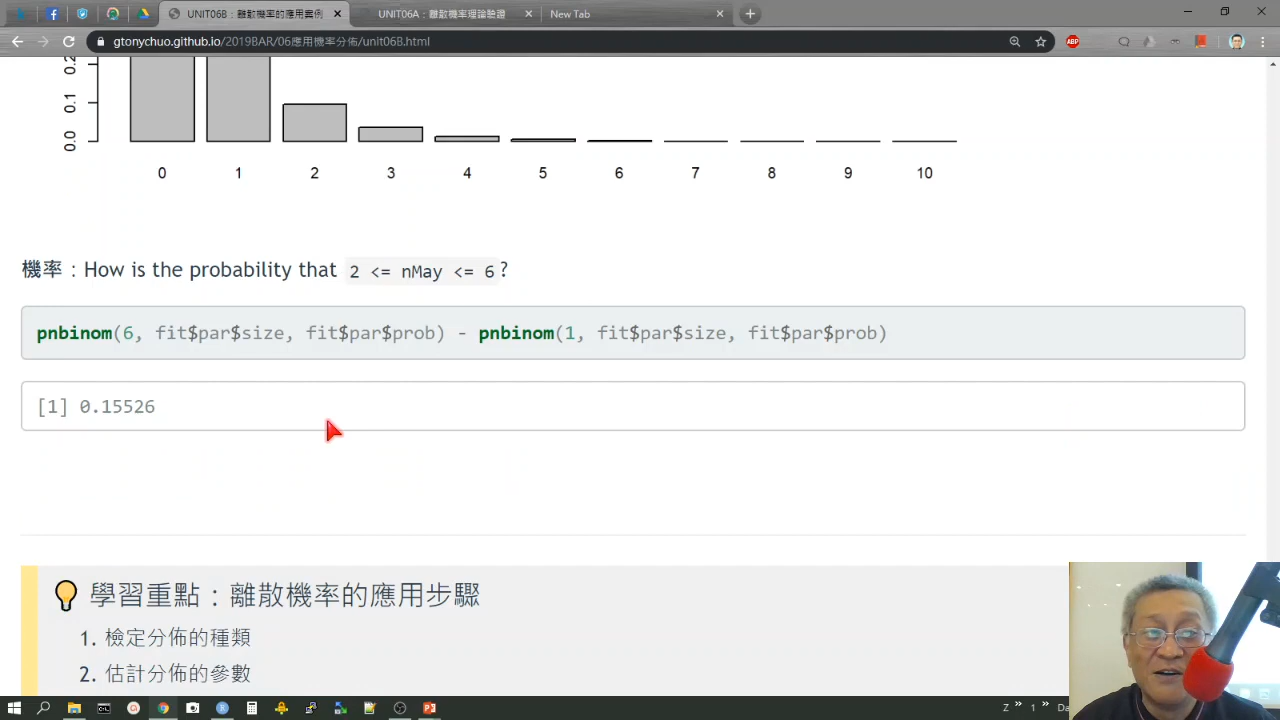 UNIT06B：離散機率的應用案例
UNIT06A：離散機率理論驗證
New Tab
gtonychuo.github.io/2019BAR/06應用機率分佈/unit06B.html
ABP
0.2
0.1
0.0
0 1 2 3 4 5 6 7 8 9 10
機率：How is the probability that 2 <= nMay <= 6?
pnbinom(6, fit$par$size, fit$par$prob) - pnbinom(1, fit$par$size, fit$par$prob)
[1] 0.15526
學習重點：離散機率的應用步驟
1. 檢定分佈的種類
2. 估計分佈的參數
Z » 1 » Da